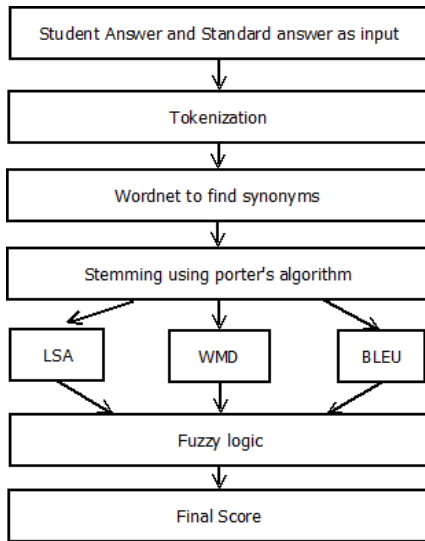 Student Answer and Standard answer as input
Tokenization
Wordnet to find synonyms
Stemming using porter's algorithm
LSA
WMD
BLEU
Fuzzy logic
Final Score